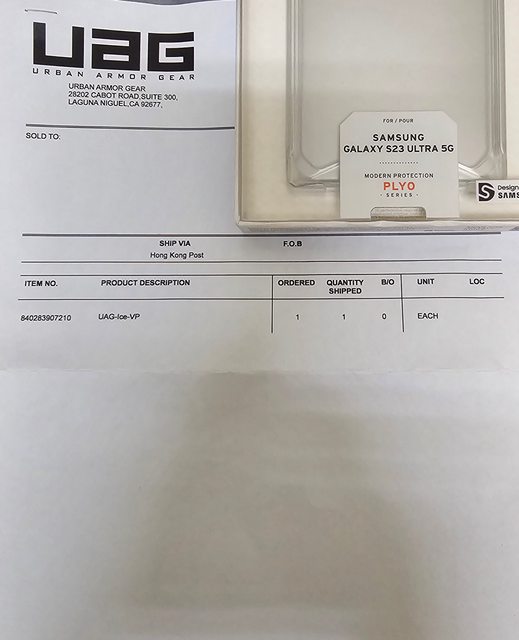 UAG
URBAN ARMOR GEAR
URBAN ARMOR GEAR
28202 CABOT ROAD,SUITE 300,
LAGUNA NIGUEL,CA 92677,
SOLD TO:
FOR / POUR
SAMSUNG
GALAXY S23 ULTRA 5G
MODERN PROTECTION
PLYO
SERIES
Design
SAMS
SHIP VIA F.O.B
Hong Kong Post
ITEM NO. PRODUCT DESCRIPTION ORDERED QUANTITY SHIPPED B/O UNIT LOC
840283907210 UAG-Ice-VP 1 1 0 EACH